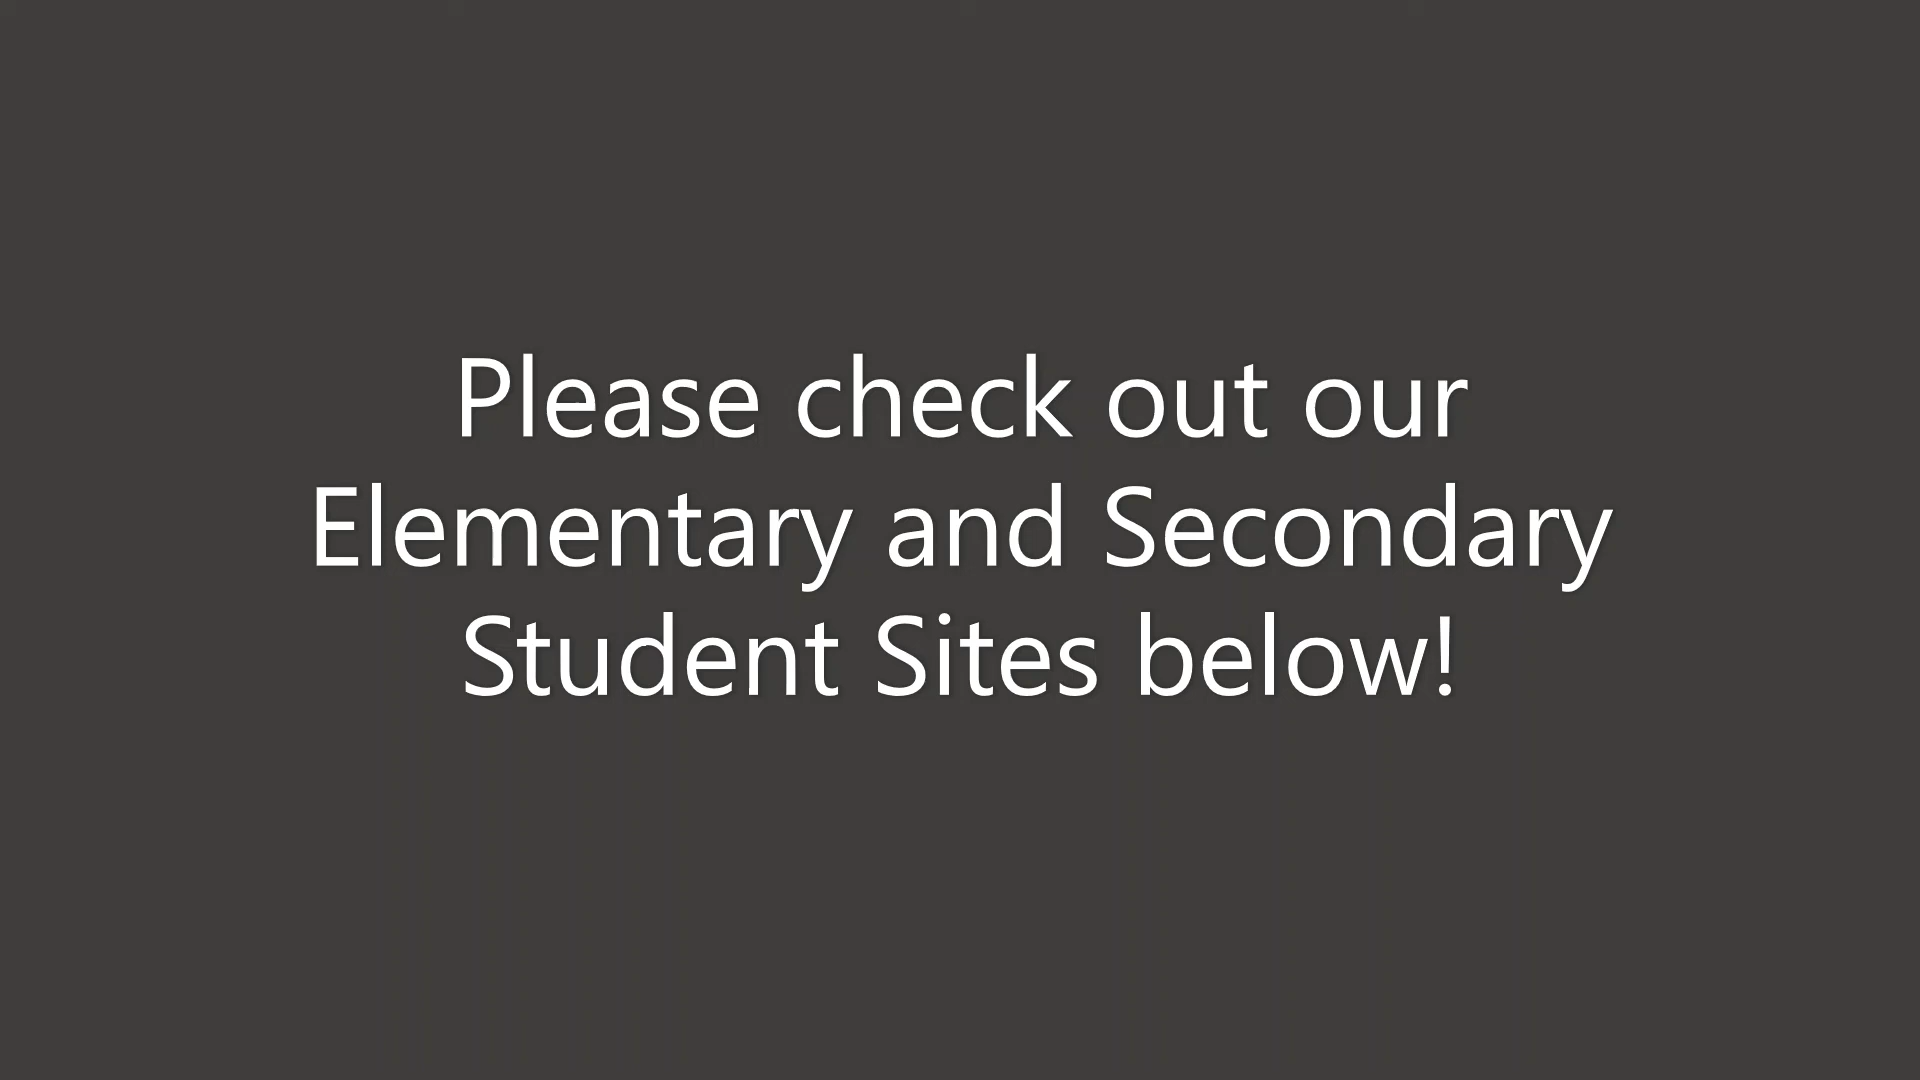 Please check out our
Elementary and Secondary
Student Sites below!